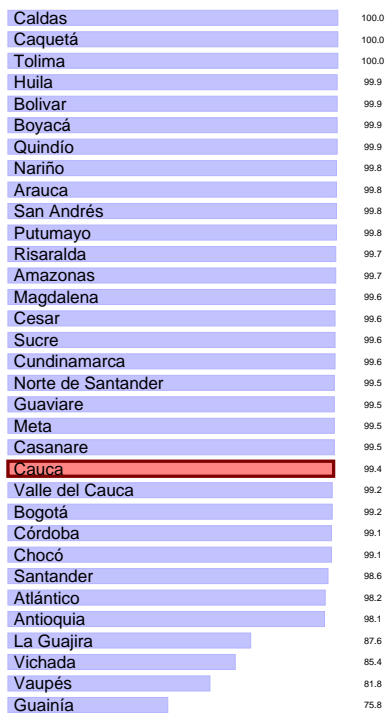 Caldas 100.0
Caquetá 100.0
Tolima 100.0
Huila 99.9
Bolivar 99.9
Boyacá 99.9
Quindío 99.9
Nariño 99.8
Arauca 99.8
San Andrés 99.8
Putumayo 99.8
Risaralda 99.7
Amazonas 99.7
Magdalena 99.6
Cesar 99.6
Sucre 99.6
Cundinamarca 99.6
Norte de Santander 99.5
Guaviare 99.5
Meta 99.5
Casanare 99.5
Cauca 99.4
Valle del Cauca 99.2
Bogotá 99.2
Córdoba 99.1
Chocó 99.1
Santander 98.6
Atlántico 98.2
Antioquia 98.1
La Guajira 87.6
Vichada 85.4
Vaupés 81.8
Guainía 75.8